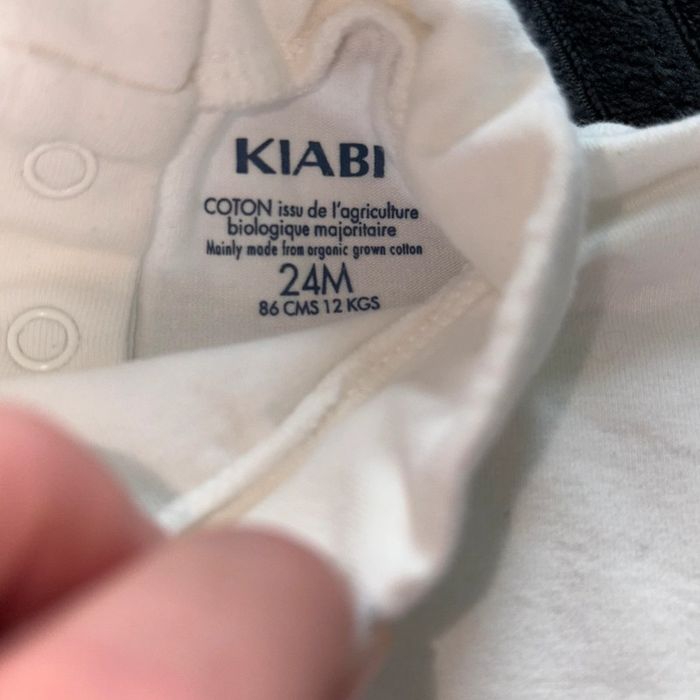 KIABI
COTON issu de l'agriculture
biologique majoritaire
Mainly made from organic grown cotton
24M
86 CMS 12 KGS